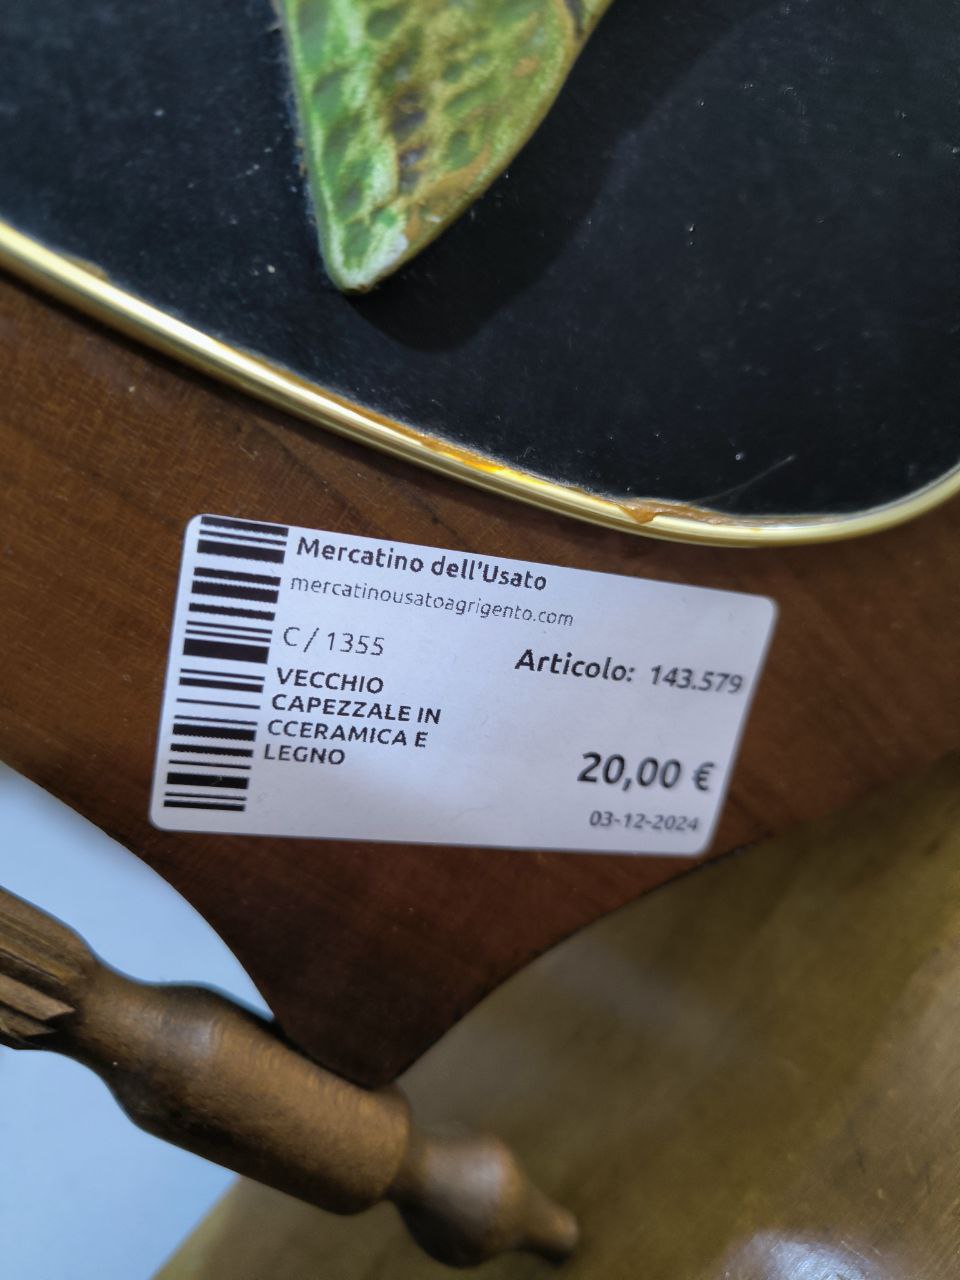 Mercatino dell'Usato
mercatinousatoagrigento.com
C / 1355
Articolo: 143.579
VECCHIO
CAPEZZALE IN
CCERAMICA E
LEGNO
20,00 €
03-12-2024